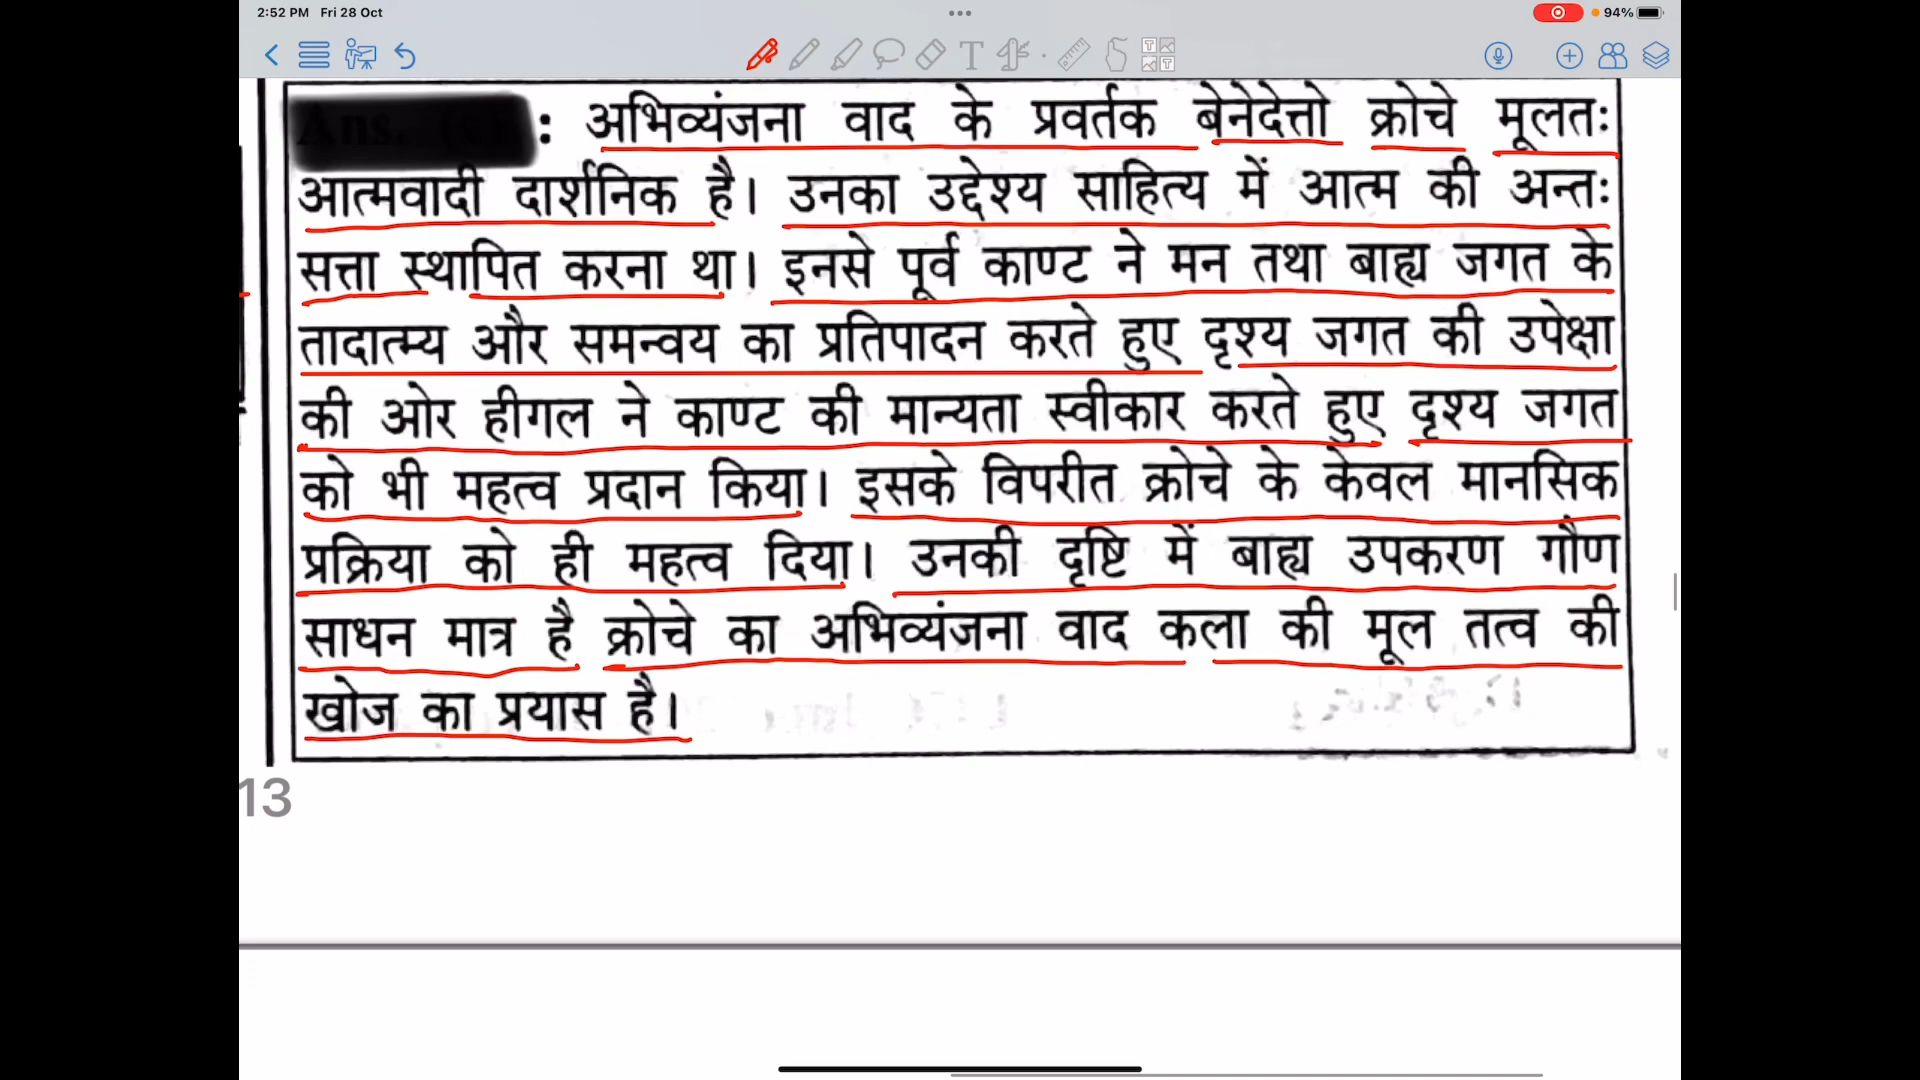 2:52 PM Fri 28 Oct
94%
T
: अभिव्यंजना वाद के प्रवर्तक बेनेदेत्तो क्रोचे मूलतः
आत्मवादी दार्शनिक है। उनका उद्देश्य साहित्य में आत्म की अन्तः
सत्ता स्थापित करना था। इनसे पूर्व काण्ट ने मन तथा बाह्य जगत के
तादात्म्य और समन्वय का प्रतिपादन करते हुए दृश्य जगत की उपेक्षा
की ओर हीगल ने काण्ट की मान्यता स्वीकार करते हुए दृश्य जगत
को भी महत्व प्रदान किया। इसके विपरीत क्रोचे के केवल मानसिक
प्रक्रिया को ही महत्व दिया। उनकी दृष्टि में बाह्य उपकरण गौण
साधन मात्र है क्रोचे का अभिव्यंजना वाद कला की मूल तत्व की
खोज का प्रयास है।
13